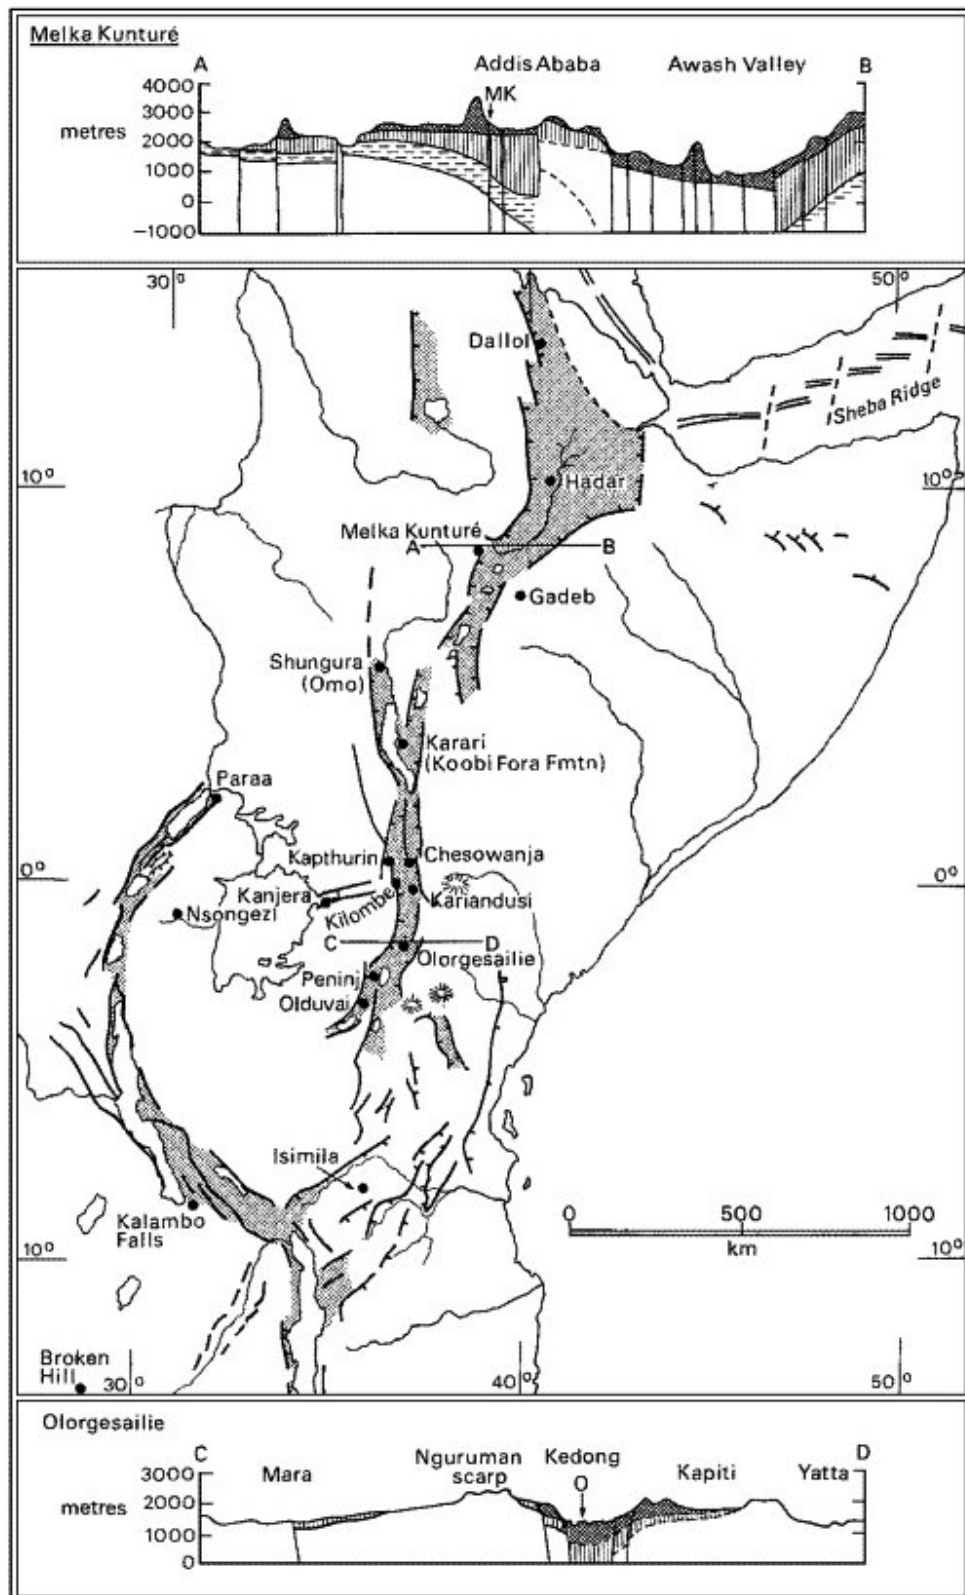 Melka Kunturé
A
Addis Ababa
Awash Valley
B
4000
MK
3000
metres
2000
1000
0
−1000
30°
50°
Dallol
Sheba Ridge
10°
10°
Hadar
Melka Kunturé
A
B
Gadeb
Shungura
(Omo)
Karari
(Koobi Fora Fmtn)
Paraa
Kapthurin
Chesowanja
0°
0°
Kanjera
Kilombe
Kariandusi
Nsongezi
C
D
Olorgesailie
Peninj
Olduvai
Isimila
Kalambo
Falls
0
500
1000
km
10°
10°
Broken
Hill
30°
40°
50°
Olorgesailie
C
Nguruman
scarp
Kedong
D
Mara
O
Kapiti
Yatta
3000
metres
2000
1000
0